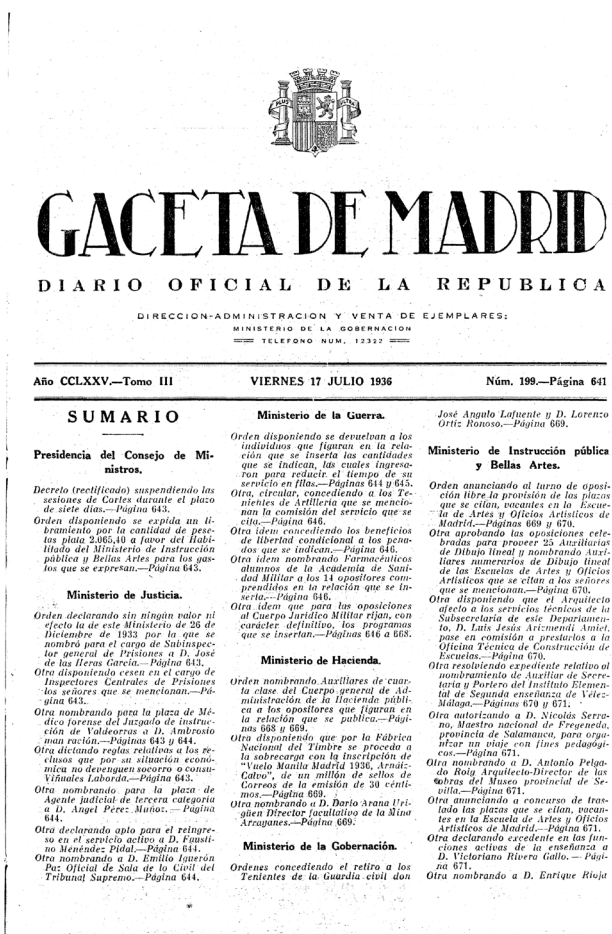 GACETA DE MADRID
DIARIO OFICIAL DE LA REPUBLICA
DIRECCION-ADMINISTRACION Y VENTA DE EJEMPLARES:
MINISTERIO DE LA GOBERNACION
TELEFONO NUM, 12322
Año CCLXXV.—Tomo III
VIERNES 17 JULIO 1936
Núm. 199.—Página 641
SUMARIO
Presidencia del Consejo de Mi-
nistros.
Decreto (rectificado) suspendiendo las
sesiones de Cortes durante el plazo
de siete días.—Página 643.
Orden disponiendo se expida un li-
bramiento por la cantidad de pese-
tas plata 2.065,40 a favor del Habi-
litado del Ministerio de Instrucción
pública y Bellas Artes para los gas-
tos que se expresan.—Página 643.
Ministerio de Justicia.
Orden declarando sin ningún valor ni
efecto la de este Ministerio de 26 de
Diciembre de 1933 por la que se
nombró para el cargo de Subinspec-
tor general de Prisiones a D. José
de las Heras García.—Página 643.
Otra disponiendo cesen en el cargo de
Inspectores Centrales de Prisiones
los señores que se mencionan.—Pá-
gina 643.
Otra nombrando para la plaza de Mé-
dico forense del Juzgado de instruc-
ción de Valdeorras a D. Ambrosio
man ración.—Páginas 643 y 644.
Otra dictando reglas relativas a los re-
clusos que por su situación econó-
mica no devenguen socorro o consu-
Viñuales Laborda.—Página 643.
Otra nombrando para la plaza de
Agente judicial de tercera categoría
a D. Angel Pérez Muñoz.—Página
644.
Otra declarando apto para el reingre-
so en el servicio activo a D. Fausti-
no Menéndez Pidal.—Página 644.
Otra nombrando a D. Emilio Iguerón
Paz Oficial de Sala de lo Civil del
Tribunal Supremo.—Página 644.
Ministerio de la Guerra.
Orden disponiendo se devuelvan a los
individuos que figuran en la rela-
ción que se inserta las cantidades
que se indican, las cuales ingresa-
ron para reducir el tiempo de su
servicio en filas.—Páginas 644 y 645.
Otra, circular, concediendo a los Te-
nientes de Artillería que se mencio-
nan la comisión del servicio que se
cita.—Página 646.
Otra ídem concediendo los beneficios
de libertad condicional a los pena-
dos que se indican.—Página 646.
Otra ídem nombrando Farmacéuticos
alumnos de la Academia de Sani-
dad Militar a los 14 opositores com-
prendidos en la relación que se in-
serta.—Página 646.
Otra ídem que para las oposiciones
al Cuerpo Jurídico Militar rijan, con
carácter definitivo, los programas
que se insertan.—Páginas 646 a 668.
Ministerio de Hacienda.
Orden nombrando Auxiliares de cuar-
ta clase del Cuerpo general de Ad-
ministración de la Hacienda públi-
ca a los opositores que figuran en
la relación que se publica.—Pági-
nas 668 y 669.
Otra disponiendo que por la Fábrica
Nacional del Timbre se proceda a
la sobrecarga con la inscripción de
"Vuelo Manila Madrid 1936, Arnáiz-
Calvo", de un millón de sellos de
Correos de la emisión de 30 cénti-
mos.—Página 669.
Otra nombrando a D. Darío Arana Uri-
güen Director facultativo de la Mina
Arrayanes.—Página 669.
Ministerio de la Gobernación.
Ordenes concediendo el retiro a los
Tenientes de la Guardia civil don
José Angulo Lafuente y D. Lorenzo
Ortiz Ronoso.—Página 669.
Ministerio de Instrucción pública
y Bellas Artes.
Orden anunciando al turno de oposi-
ción libre la provisión de las plazas
que se citan, vacantes en la Escue-
la de Artes y Oficios Artísticos de
Madrid.—Páginas 669 y 670.
Otra aprobando las oposiciones cele-
bradas para proveer 25 Auxiliarías
de Dibujo lineal y nombrando Auxi-
liares numerarios de Dibujo lineal
de las Escuelas de Artes y Oficios
Artísticos que se citan a los señores
que se mencionan.—Página 670.
Otra disponiendo que el Arquitecto
afecto a los servicios técnicos de la
Subsecretaría de este Departamen-
to, D. Luis Jesús Arizmendi Amiel,
pase en comisión a prestarlos a la
Oficina Técnica de Construcción de
Escuelas.—Página 670.
Otra resolviendo expediente relativo al
nombramiento de Auxiliar de Secre-
taría y Portero del Instituto Elemen-
tal de Segunda enseñanza de Vélez-
Málaga.—Páginas 670 y 671.
Otra autorizando a D. Nicolás Serra-
no, Maestro nacional de Fregeneda,
provincia de Salamanca, para orga-
nizar un viaje con fines pedagógi-
cos.—Página 671.
Otra nombrando a D. Antonio Pelga-
do Roig Arquitecto-Director de las
obras del Museo provincial de Se-
villa.—Página 671.
Otra anunciando a concurso de tras-
lado las plazas que se citan, vacan-
tes en la Escuela de Artes y Oficios
Artísticos de Madrid.—Página 671.
Otra declarando excedente en las fun-
ciones activas de la enseñanza a
D. Victoriano Rivera Gallo.—Pági-
na 671.
Otra nombrando a D. Enrique Rioja